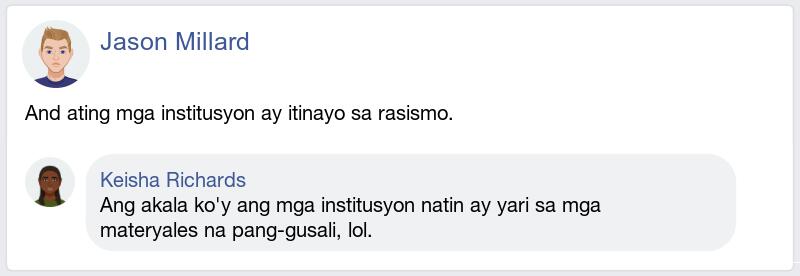 Jason Millard
And ating mga institusyon ay itinayo sa rasismo.
Keisha Richards
Ang akala ko'y ang mga institusyon natin ay yari sa mga
materyales na pang-gusali, lol.